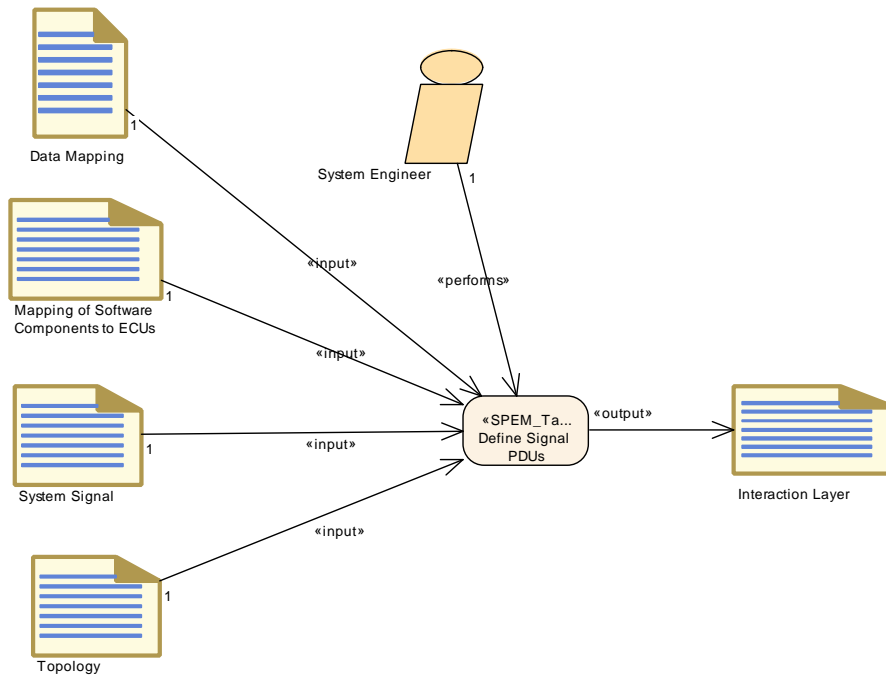 1
Data Mapping
System Engineer
1
«input»
«performs»
1
Mapping of Software
Components to ECUs
«input»
«SPEM_Ta...
Define Signal
PDUs
«output»
«input»
1
System Signal
Interaction Layer
«input»
1
Topology